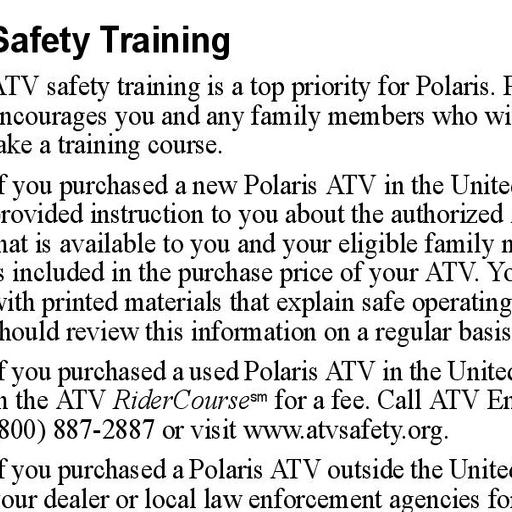 Safety Training
ATV safety training is a top priority for Polaris. P
ncourages you and any family members who wi
ake a training course.
f you purchased a new Polaris ATV in the Unite
provided instruction to you about the authorized
hat is available to you and your eligible family
s included in the purchase price of your ATV. Yo
with printed materials that explain safe operating
hould review this information on a regular basis
f you purchased a used Polaris ATV in the United
n the ATV RiderCourse℠ for a fee. Call ATV En
800) 887-2887 or visit www.atvsafety.org.
f you purchased a Polaris ATV outside the Unite
your dealer or local law enforcement agencies fo